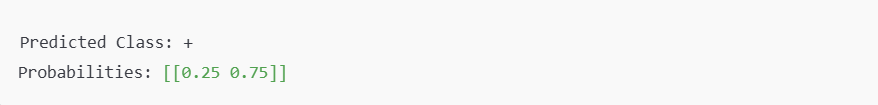 Predicted Class: +
Probabilities: [[0.25 0.75]]